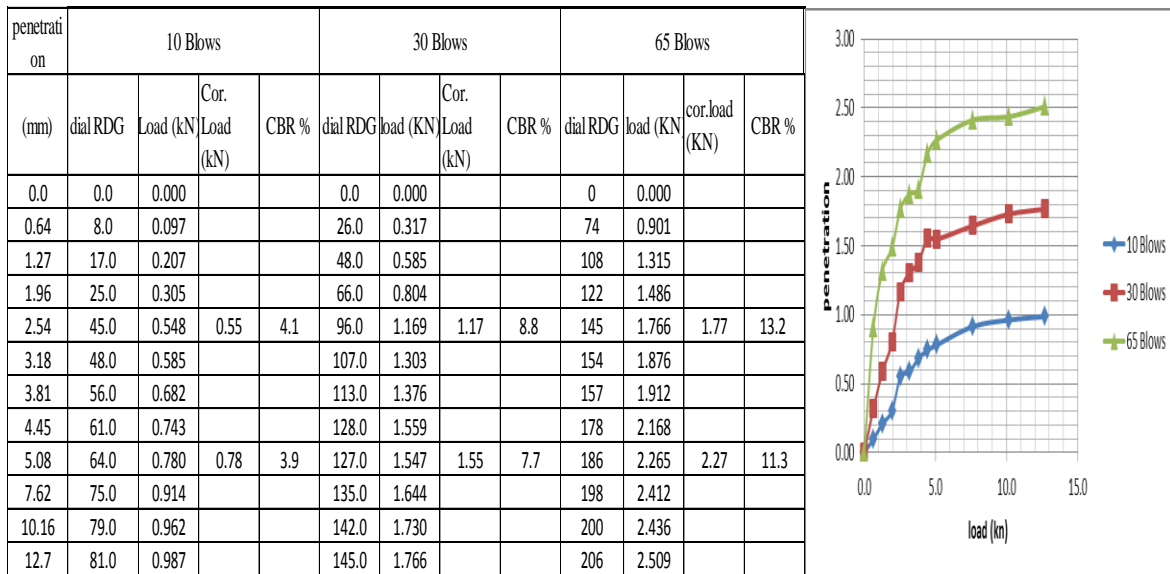 penetrati
on
10 Blows
30 Blows
65 Blows
(mm) dial RDG Load (kN) Cor. Load (kN) CBR % dial RDG load (KN) Cor. Load (kN) CBR % dial RDG load (KN) cor.load (KN) CBR %
0.0 0.0 0.000 0.0 0.000 0 0.000
0.64 8.0 0.097 26.0 0.317 74 0.901
1.27 17.0 0.207 48.0 0.585 108 1.315
1.96 25.0 0.305 66.0 0.804 122 1.486
2.54 45.0 0.548 0.55 4.1 96.0 1.169 1.17 8.8 145 1.766 1.77 13.2
3.18 48.0 0.585 107.0 1.303 154 1.876
3.81 56.0 0.682 113.0 1.376 157 1.912
4.45 61.0 0.743 128.0 1.559 178 2.168
5.08 64.0 0.780 0.78 3.9 127.0 1.547 1.55 7.7 186 2.265 2.27 11.3
7.62 75.0 0.914 135.0 1.644 198 2.412
10.16 79.0 0.962 142.0 1.730 200 2.436
12.7 81.0 0.987 145.0 1.766 206 2.509
3.00
2.50
2.00
1.50
1.00
0.50
0.00
penetration
0.0 5.0 10.0 15.0
load (kn)
10 Blows
30 Blows
65 Blows